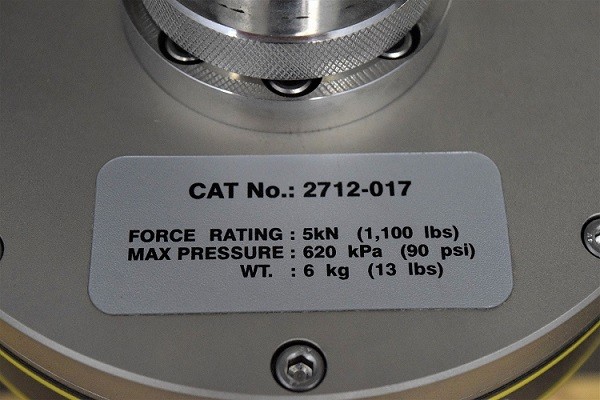 CAT No.: 2712-017
FORCE RATING : 5kN (1,100 lbs)
MAX PRESSURE : 620 kPa (90 psi)
WT. : 6 kg (13 lbs)